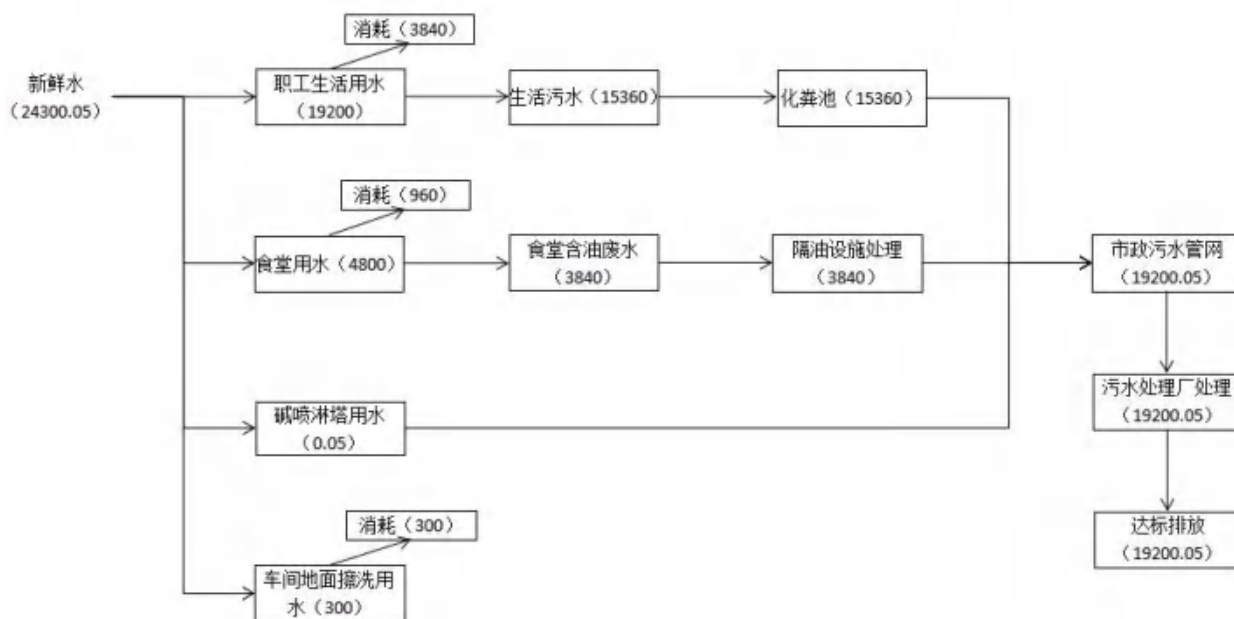 消耗（3840）
新鲜水
（24300.05）
职工生活用水
（19200）
生活污水（15360）
化粪池（15360）
消耗（960）
食堂用水（4800）
食堂含油废水
（3840）
隔油设施处理
（3840）
市政污水管网
（19200.05）
污水处理厂处理
（19200.05）
碱喷淋塔用水
（0.05）
消耗（300）
达标排放
（19200.05）
车间地面擦洗用
水（300）